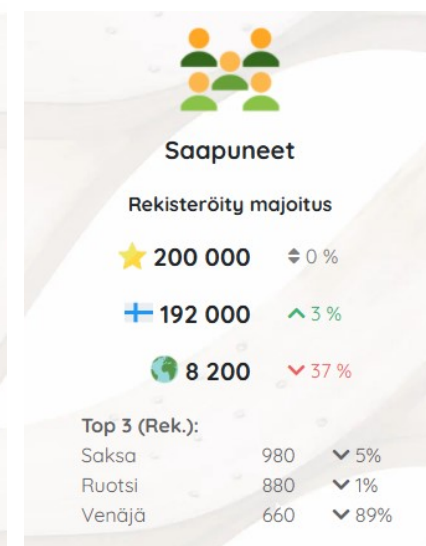 Saapuneet
Rekisteröity majoitus
200 000 0 %
192 000 3 %
8 200 37 %
Top 3 (Rek.):
Saksa 980 5%
Ruotsi 880 1%
Venäjä 660 89%